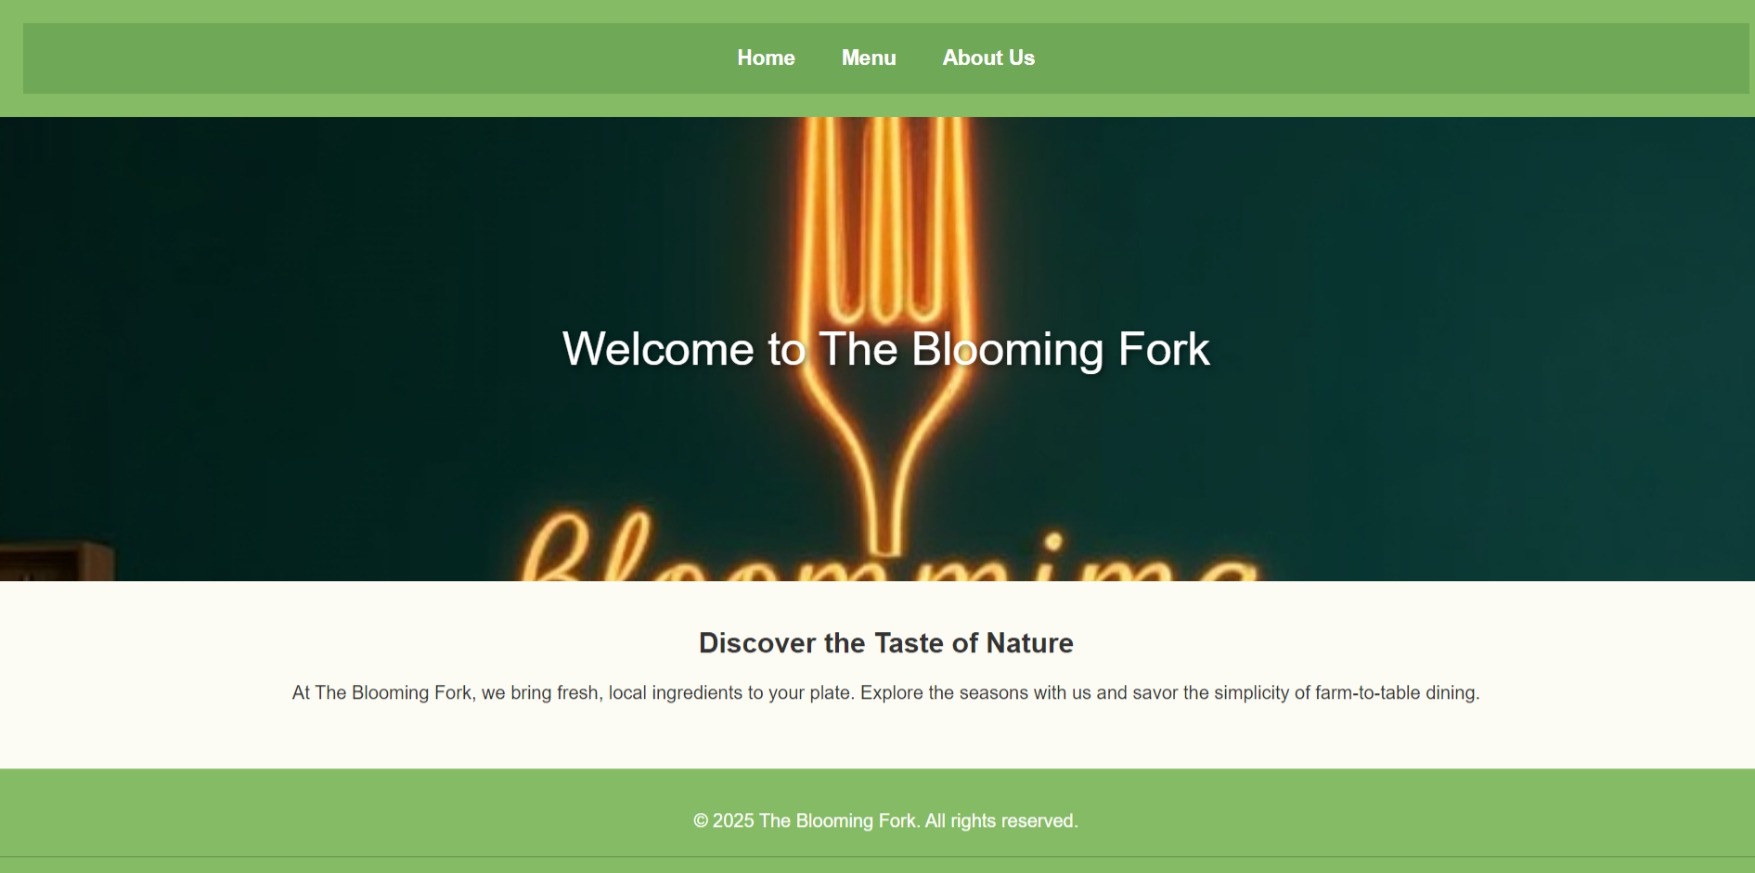 Home Menu About Us
Welcome to The Blooming Fork
Bloomming
Discover the Taste of Nature
At The Blooming Fork, we bring fresh, local ingredients to your plate. Explore the seasons with us and savor the simplicity of farm-to-table dining.
© 2025 The Blooming Fork. All rights reserved.